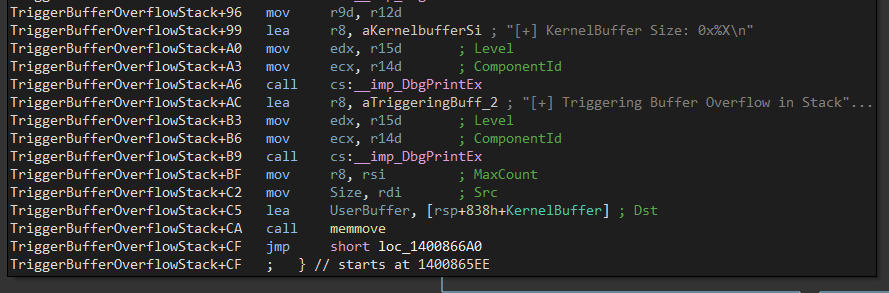 TriggerBufferOverflowStack+96 mov r9d, r12d
TriggerBufferOverflowStack+99 lea r8, aKernelbufferSi ; "[+] KernelBuffer Size: 0x%X\n"
TriggerBufferOverflowStack+A0 mov edx, r15d ; Level
TriggerBufferOverflowStack+A3 mov ecx, r14d ; ComponentId
TriggerBufferOverflowStack+A6 call cs:__imp_DbgPrintEx
TriggerBufferOverflowStack+AC lea r8, aTriggeringBuff_2 ; "[+] Triggering Buffer Overflow in Stack"...
TriggerBufferOverflowStack+B3 mov edx, r15d ; Level
TriggerBufferOverflowStack+B6 mov ecx, r14d ; ComponentId
TriggerBufferOverflowStack+B9 call cs:__imp_DbgPrintEx
TriggerBufferOverflowStack+BF mov r8, rsi ; MaxCount
TriggerBufferOverflowStack+C2 mov Size, rdi ; Src
TriggerBufferOverflowStack+C5 lea UserBuffer, [rsp+838h+KernelBuffer] ; Dst
TriggerBufferOverflowStack+CA call memmove
TriggerBufferOverflowStack+CF jmp short loc_1400866A0
TriggerBufferOverflowStack+CF ; } // starts at 1400865EE